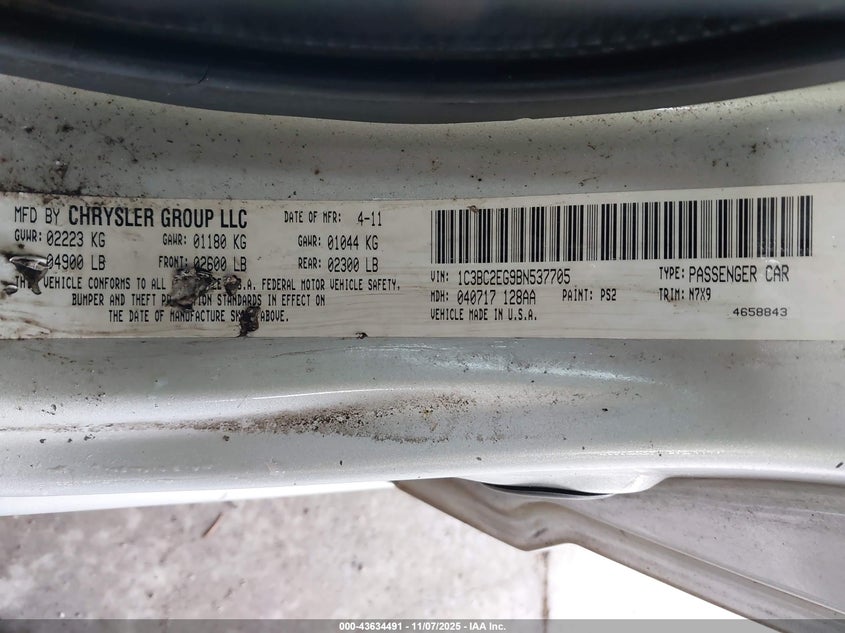 MFD BY CHRYSLER GROUP LLC DATE OF MFR: 4-11
GVWR: 02223 KG GAWR: 01180 KG GAWR: 01044 KG
04900 LB FRONT: 02600 LB REAR: 02300 LB
THIS VEHICLE CONFORMS TO ALL U.S.A. FEDERAL MOTOR VEHICLE SAFETY,
BUMPER AND THEFT STANDARDS IN EFFECT ON
THE DATE OF MANUFACTURE ABOVE.
VIN: 1C3BC2EG9BN537705 TYPE: PASSENGER CAR
MDH: 040717 128AA PAINT: PS2 TRIM: N7X9
VEHICLE MADE IN U.S.A. 4658843
000-43634491 - 11/07/2025 - IAA Inc.